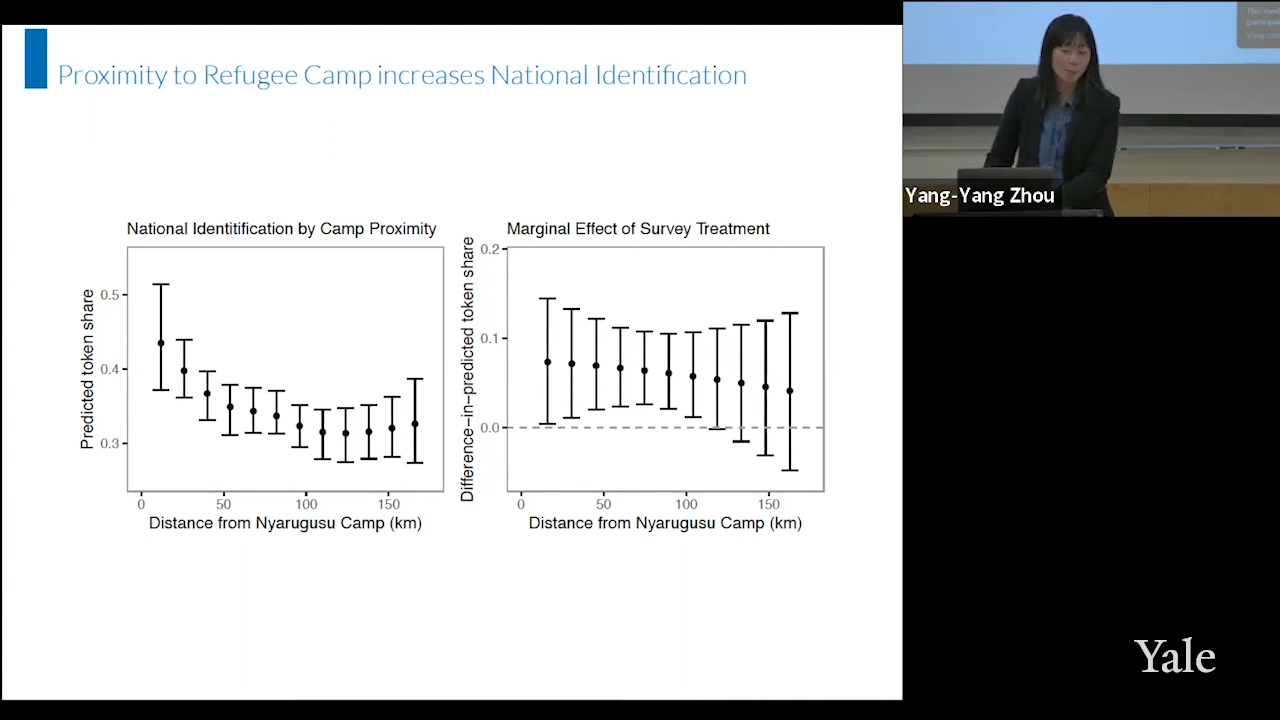 Proximity to Refugee Camp increases National Identification
National Identitification by Camp Proximity
Predicted token share
0.5
0.4
0.3
0
50
100
150
Distance from Nyarugusu Camp (km)
Marginal Effect of Survey Treatment
Difference−in−predicted token share
0.2
0.1
0.0
0
50
100
150
Distance from Nyarugusu Camp (km)
Yang-Yang Zhou
Yale